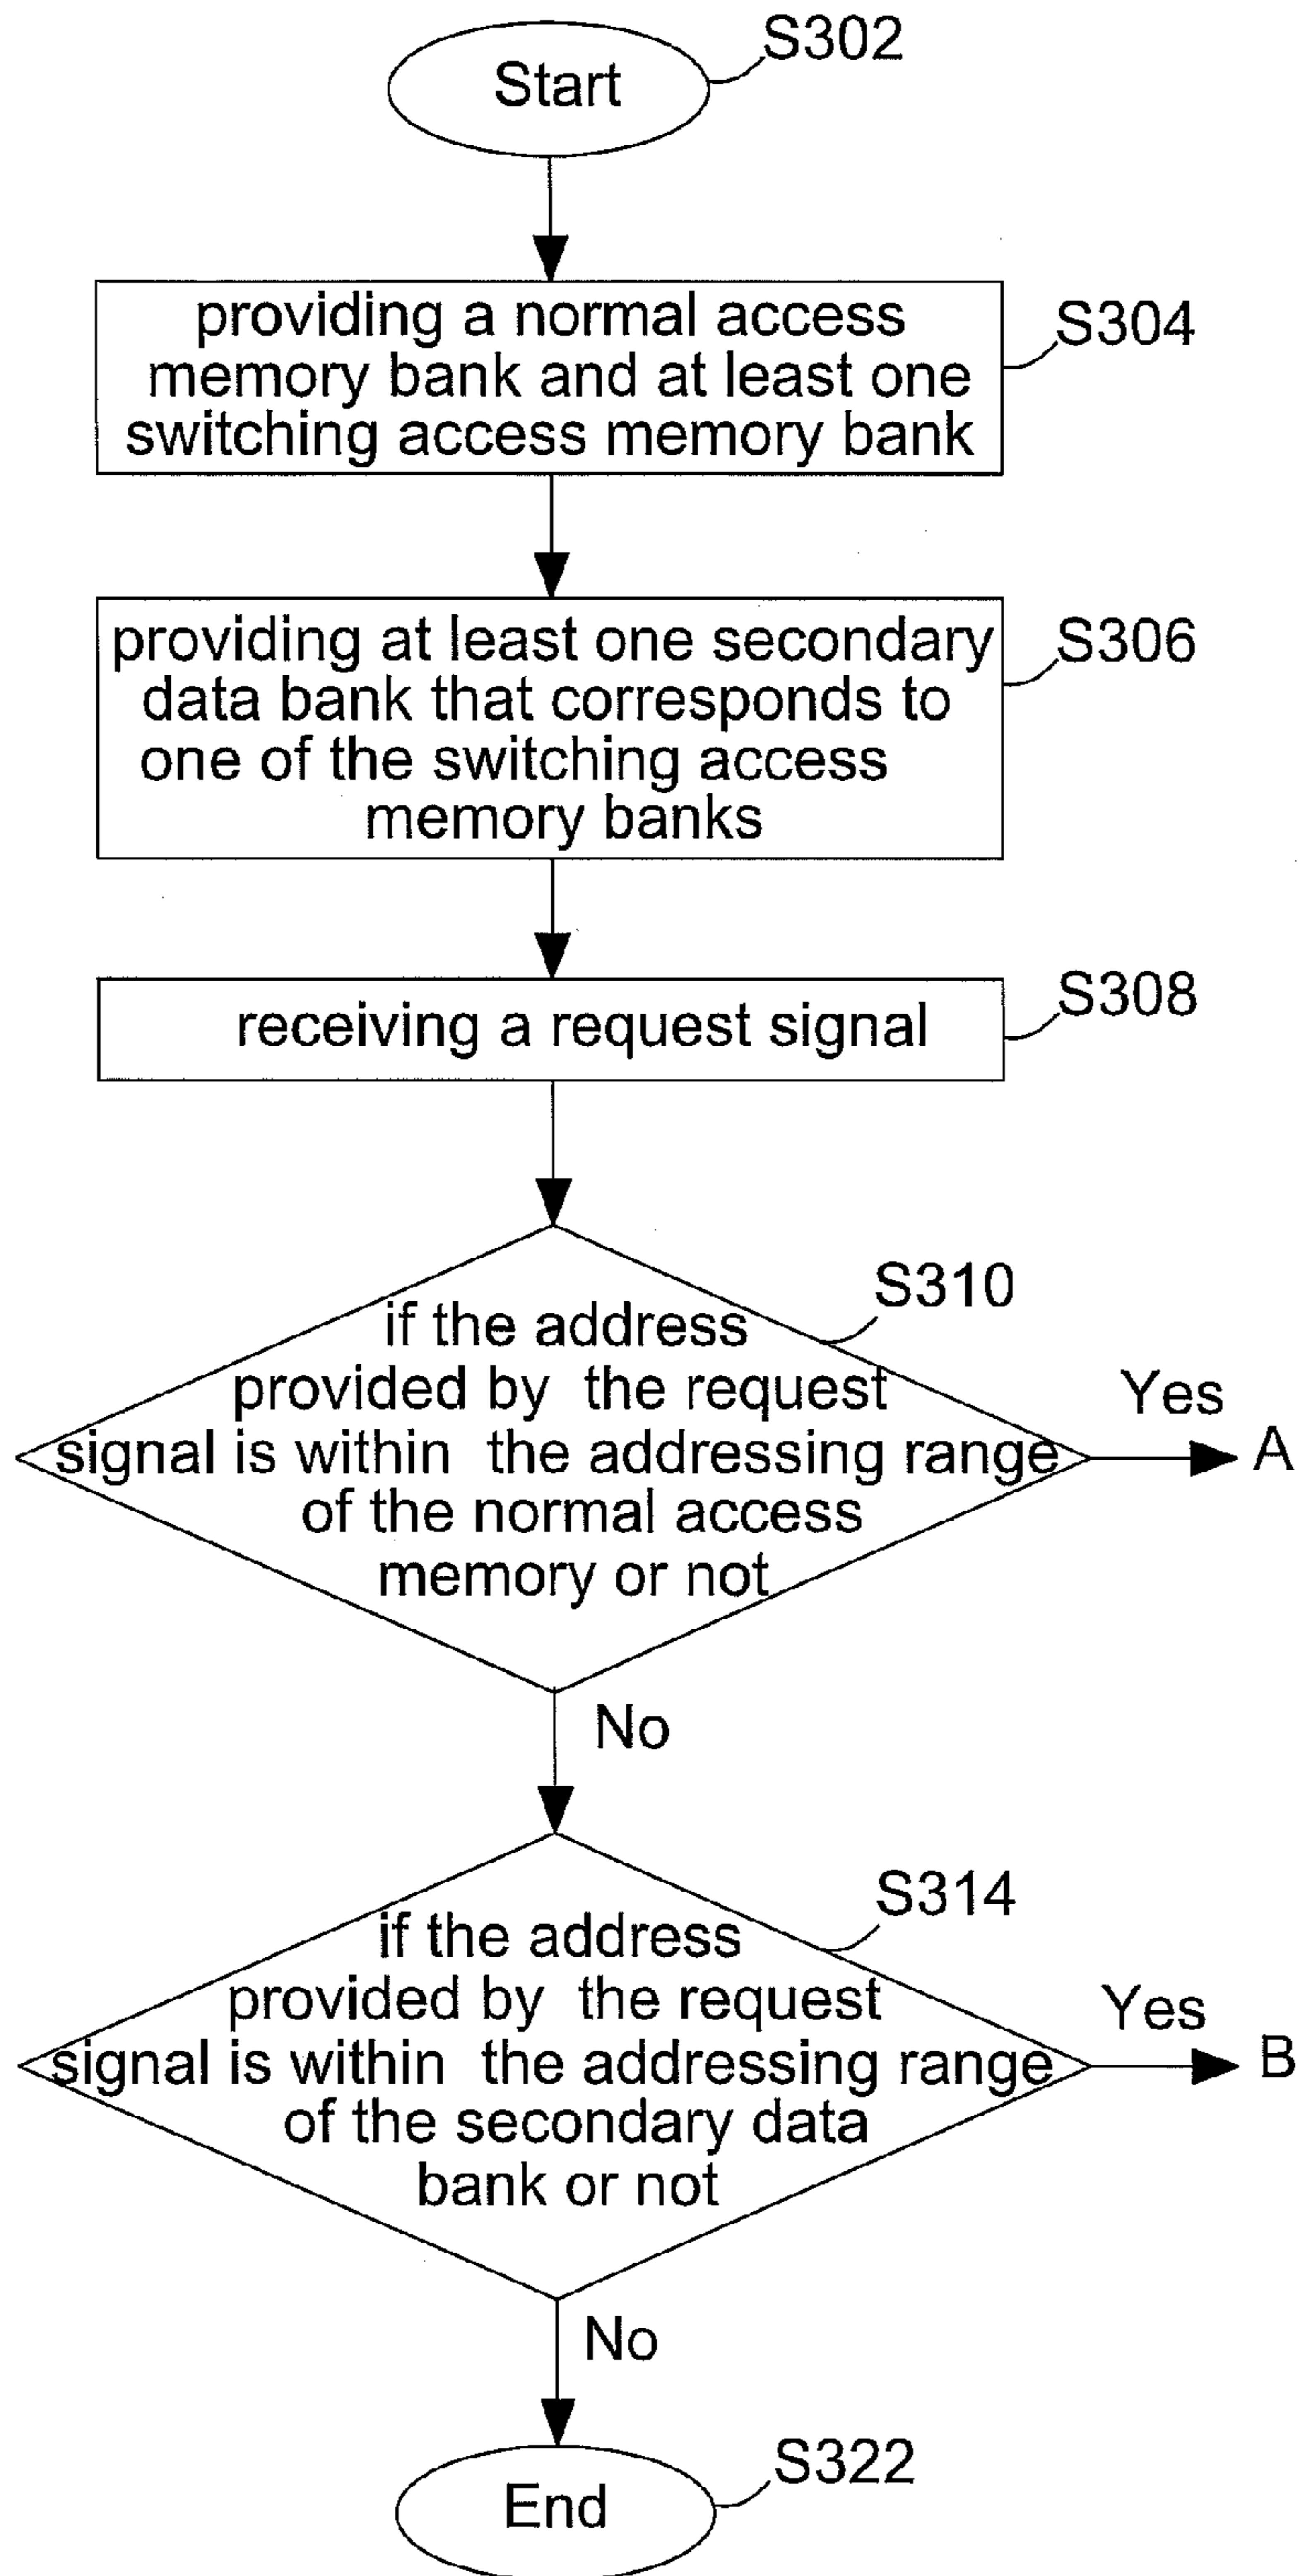 Start
S302
providing a normal access
memory bank and at least one
switching access memory bank
S304
providing at least one secondary
data bank that corresponds to
one of the switching access
memory banks
S306
receiving a request signal
S308
if the address
provided by the request
signal is within the addressing range
of the normal access
memory or not
S310
Yes
A
No
if the address
provided by the request
signal is within the addressing range
of the secondary data
bank or not
S314
Yes
B
No
End
S322